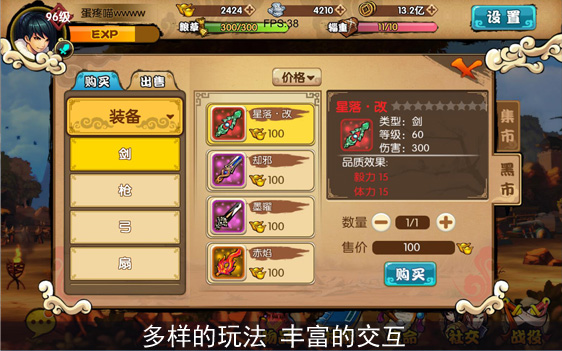 96级
蛋疼喵wwww
2424
4210
13.2亿
设置
EXP
粮草
300/300
FPS:38
辎重
11/10
购买
出售
价格
装备
剑
枪
弓
扇
星落·改
100
却邪
100
墨曜
100
赤焰
100
星落·改
类型: 剑
等级: 60
伤害: 300
品质效果:
毅力 15
体力 15
数量
1/1
售价
100
购买
集市
黑市
社交
战役
多样的玩法 丰富的交互